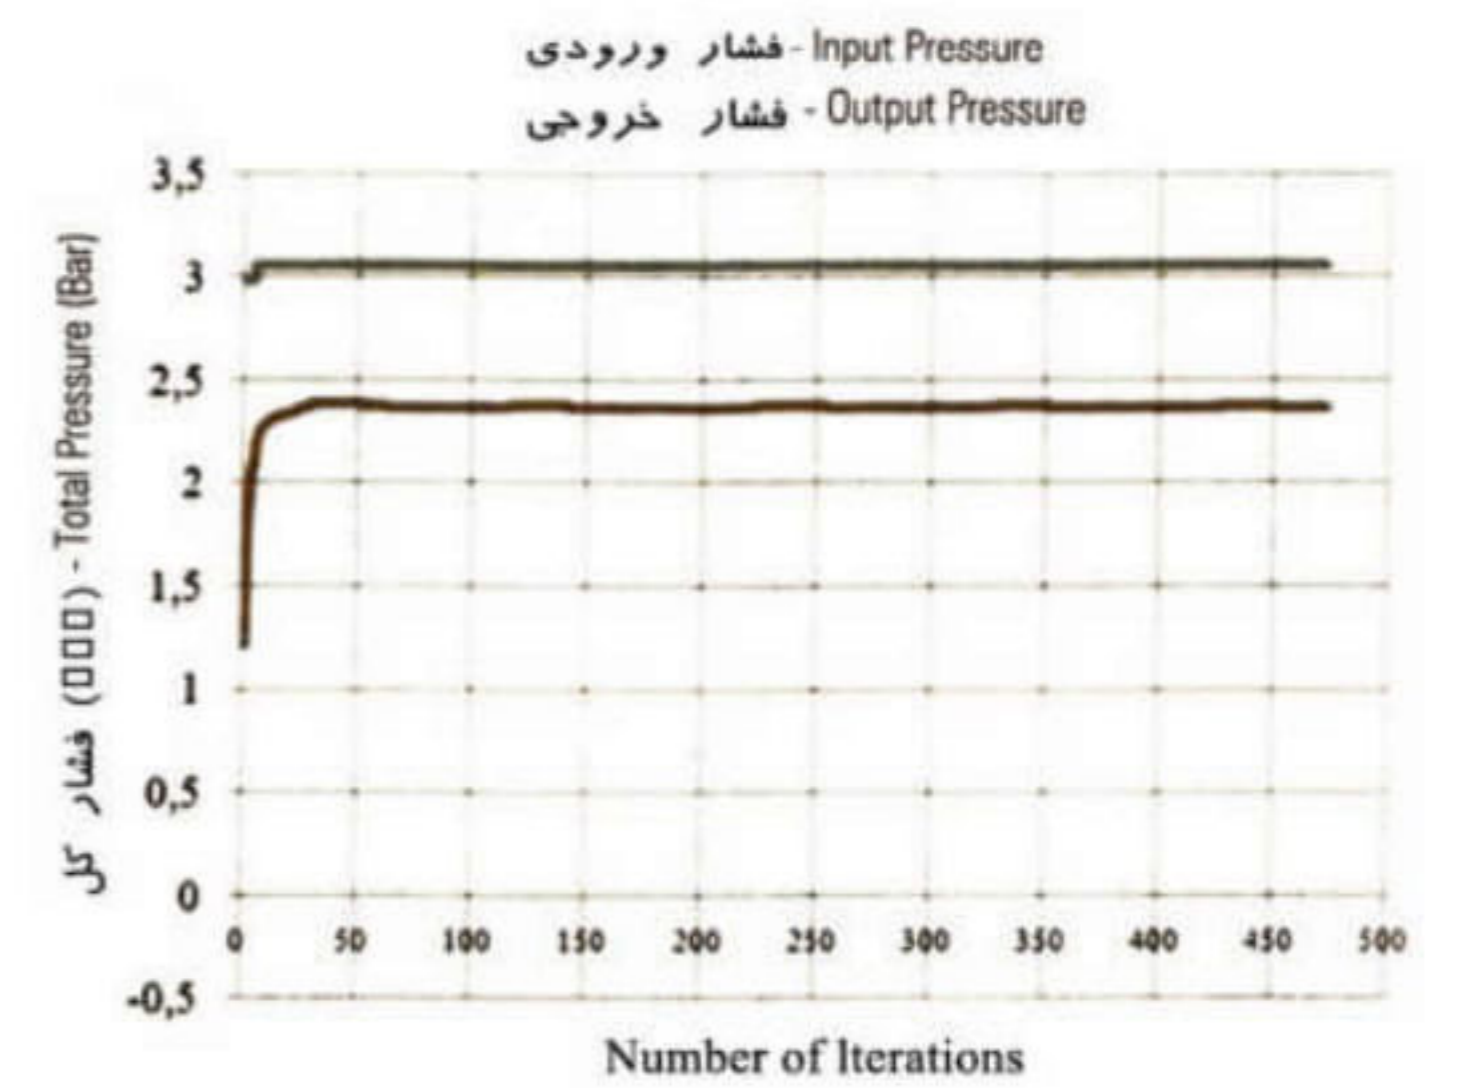 فشار ورودی - Input Pressure
فشار خروجی - Output Pressure
فشار کل (▯▯▯) - Total Pressure (Bar)
3,5
3
2,5
2
1,5
1
0,5
0
-0,5
0 50 100 150 200 250 300 350 400 450 500
Number of Iterations